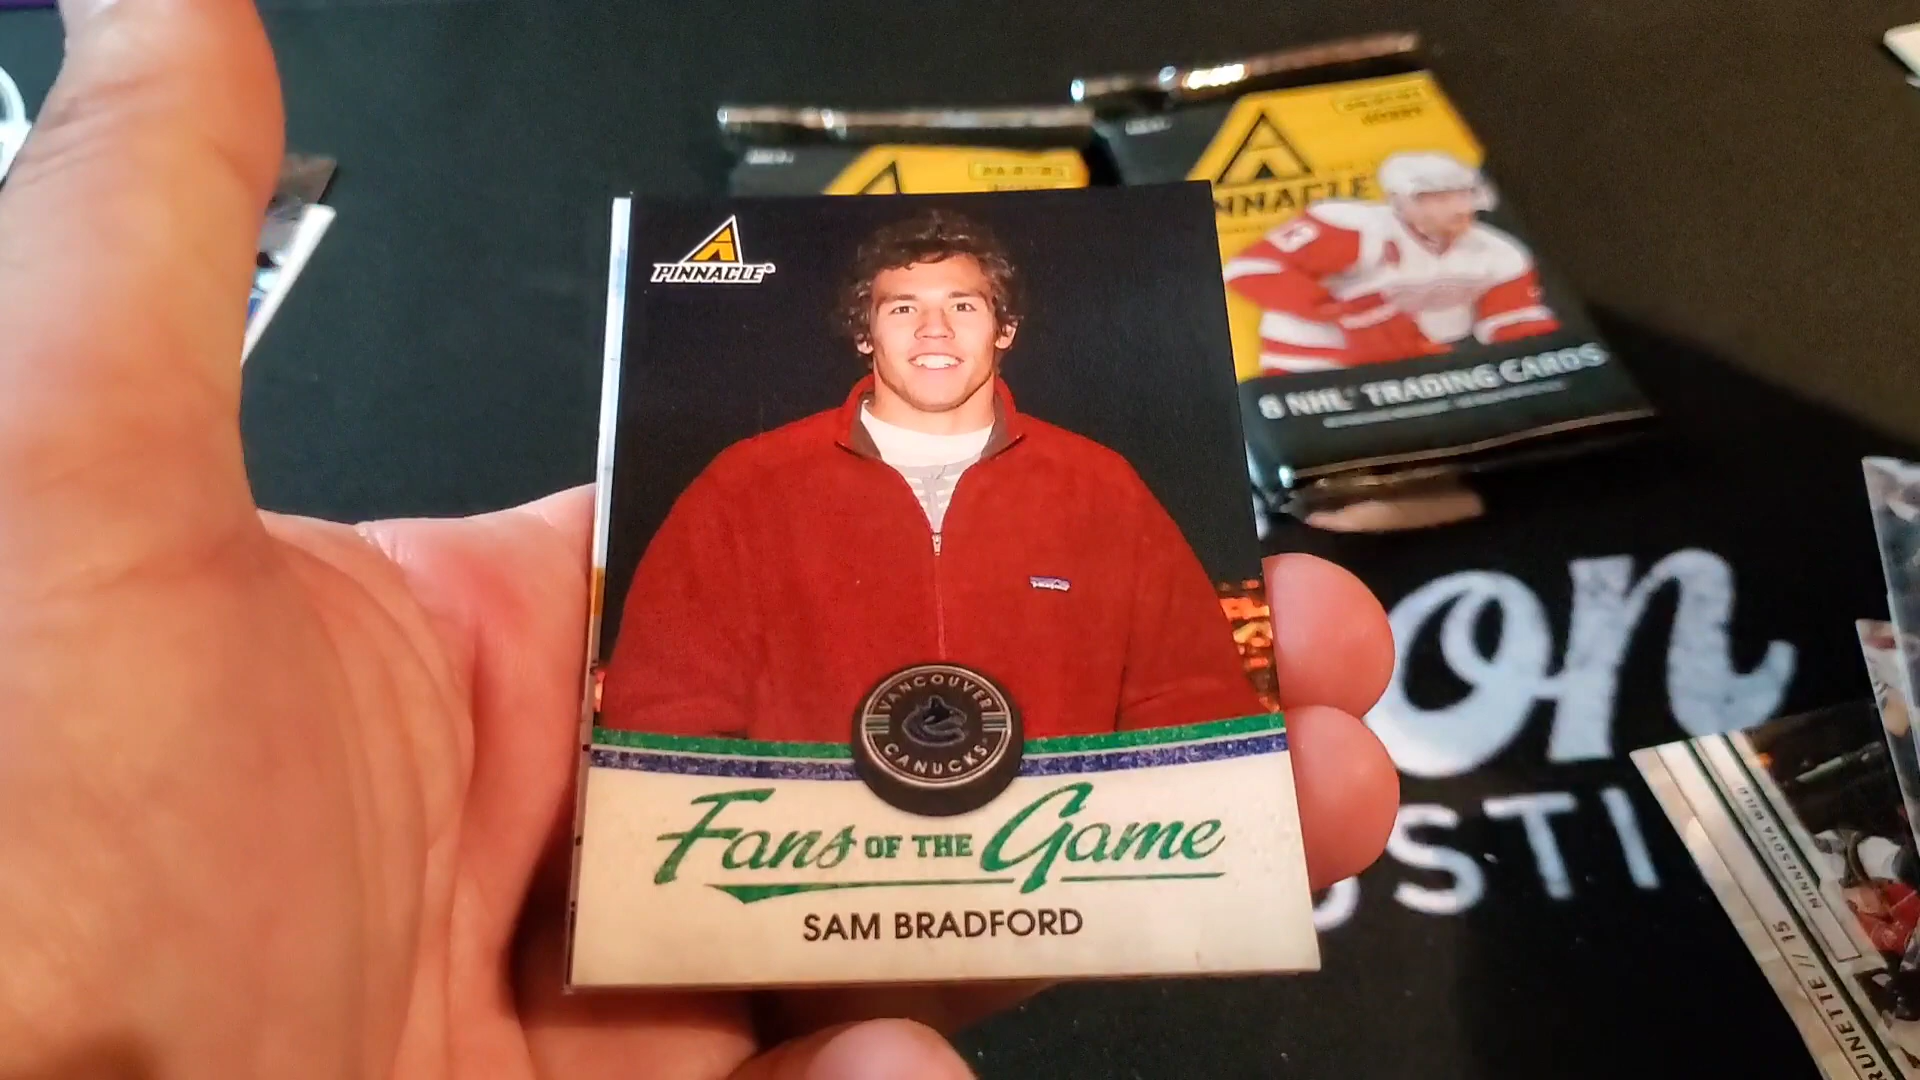 PINNACLE
VANCOUVER
CANUCKS
Fans OF THE Game
SAM BRADFORD
PINNACLE
8 NHL TRADING CARDS
on
STI
MINNESOTA WILD
RUNETTE // 15